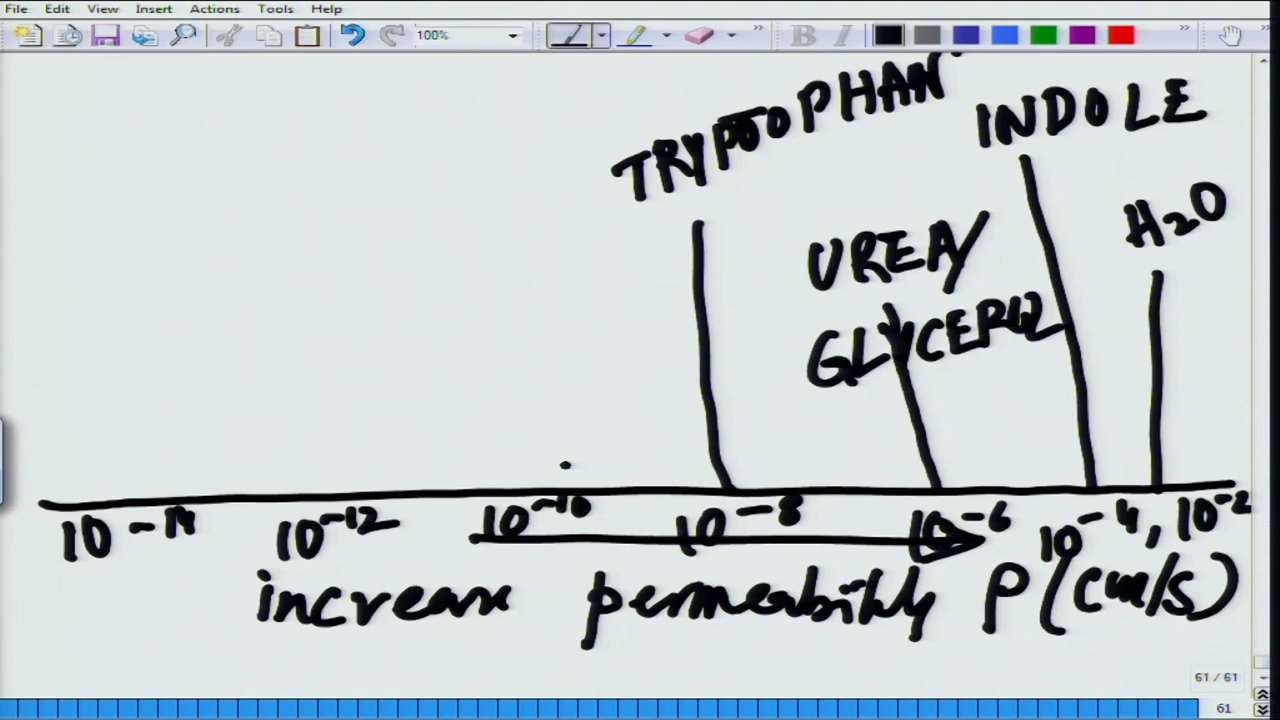 File Edit View Insert Actions Tools Help
100%
TRYPTOPHAN
INDOLE
H2O
UREA/
GLYCEROL
10^-14 10^-12 10^-10 10^-8 10^-6 10^-4, 10^-2
increase permeability P(cm/s)
61 / 61
61